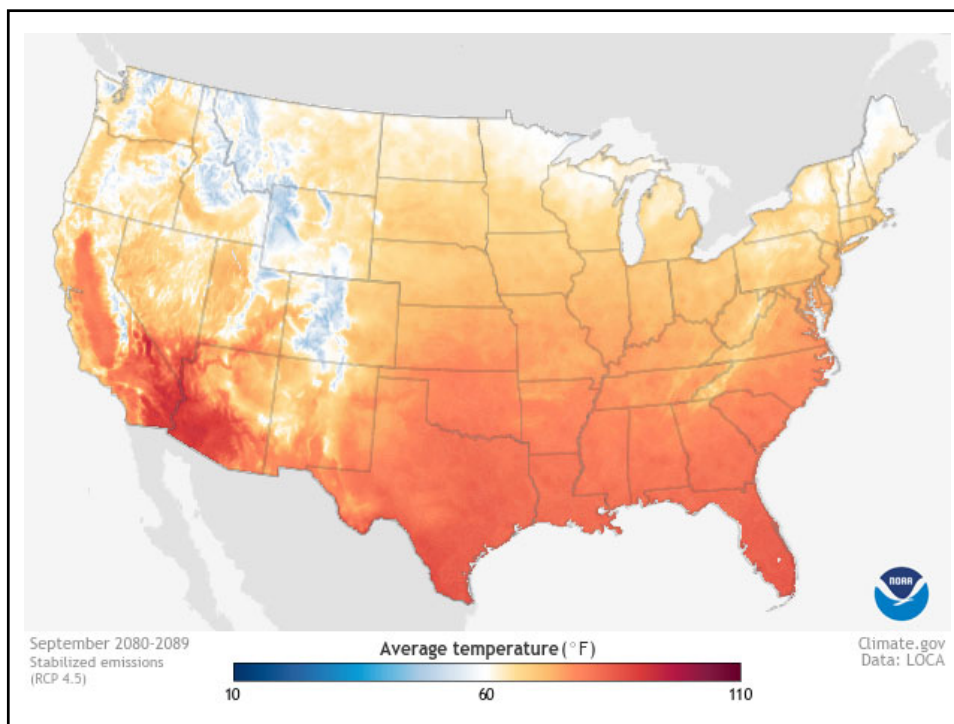 NOAA
September 2080-2089
Stabilized emissions
(RCP 4.5)
Average temperature (°F)
10
60
110
Climate.gov
Data: LOCA